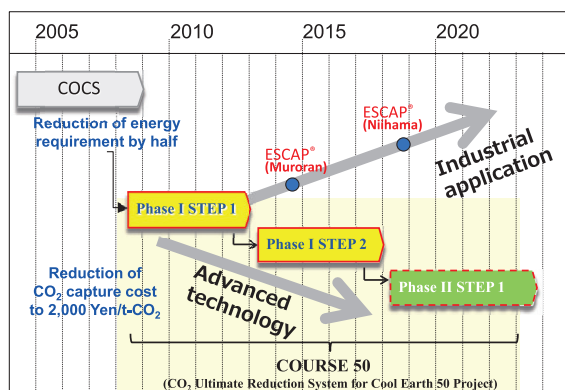 2005 2010 2015 2020
COCS
Reduction of energy
requirement by half
ESCAP®
(Niihama)
ESCAP®
(Muroran)
Industrial
application
Phase I STEP 1
Phase I STEP 2
Reduction of
CO₂ capture cost
to 2,000 Yen/t-CO₂
Advanced
technology
Phase II STEP 1
COURSE 50
(CO₂ Ultimate Reduction System for Cool Earth 50 Project)